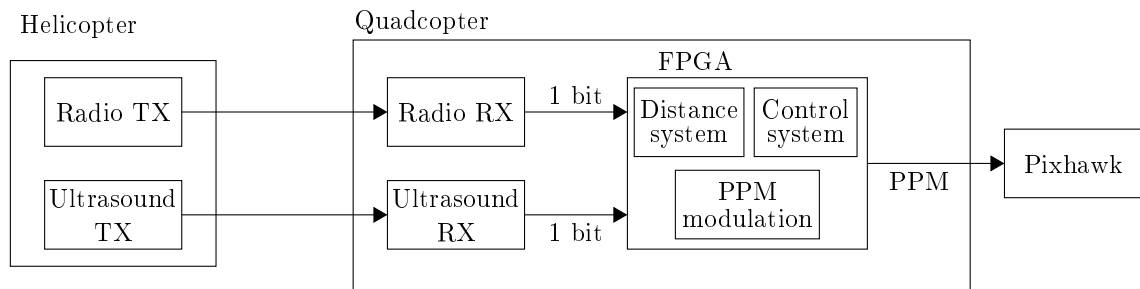 Helicopter
Quadcopter
FPGA
Radio TX
Radio RX
1 bit
Distance
system
Control
system
Ultrasound
TX
Ultrasound
RX
1 bit
PPM
modulation
PPM
Pixhawk